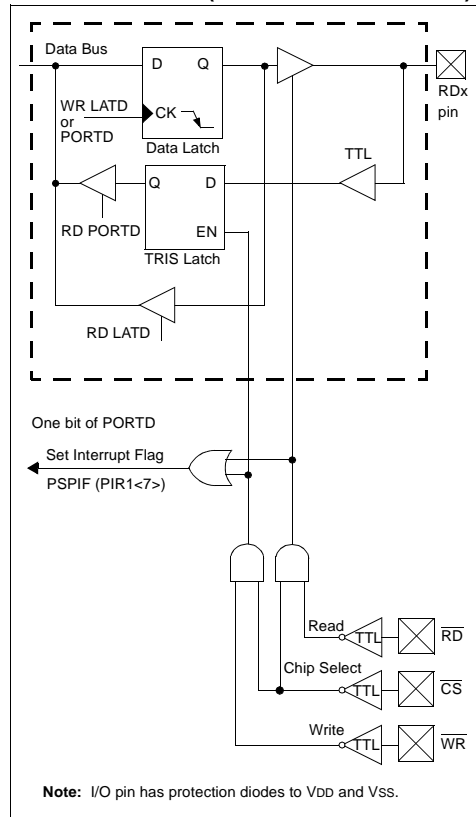 Data Bus
D Q
RDx
pin
WR LATD
or
PORTD
CK
Data Latch
TTL
Q D
RD PORTD
EN
TRIS Latch
RD LATD
One bit of PORTD
Set Interrupt Flag
PSPIF (PIR1<7>)
Read
TTL
RD
Chip Select
TTL
CS
Write
TTL
WR
Note: I/O pin has protection diodes to VDD and VSS.